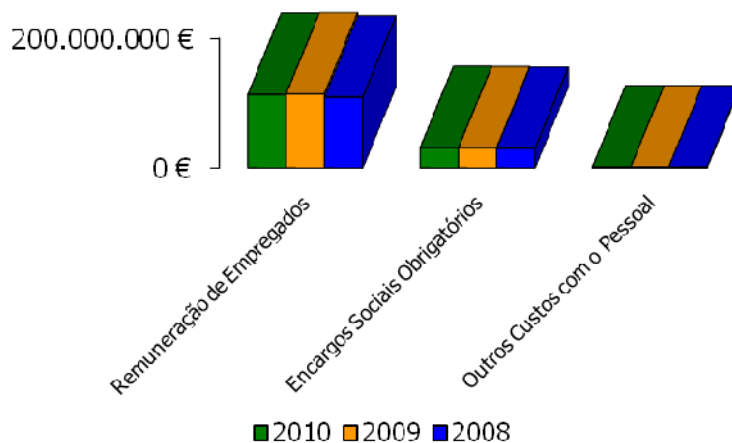 200.000.000 €
0 €
Remuneração de Empregados
Encargos Sociais Obrigatórios
Outros Custos com o Pessoal
2010 2009 2008